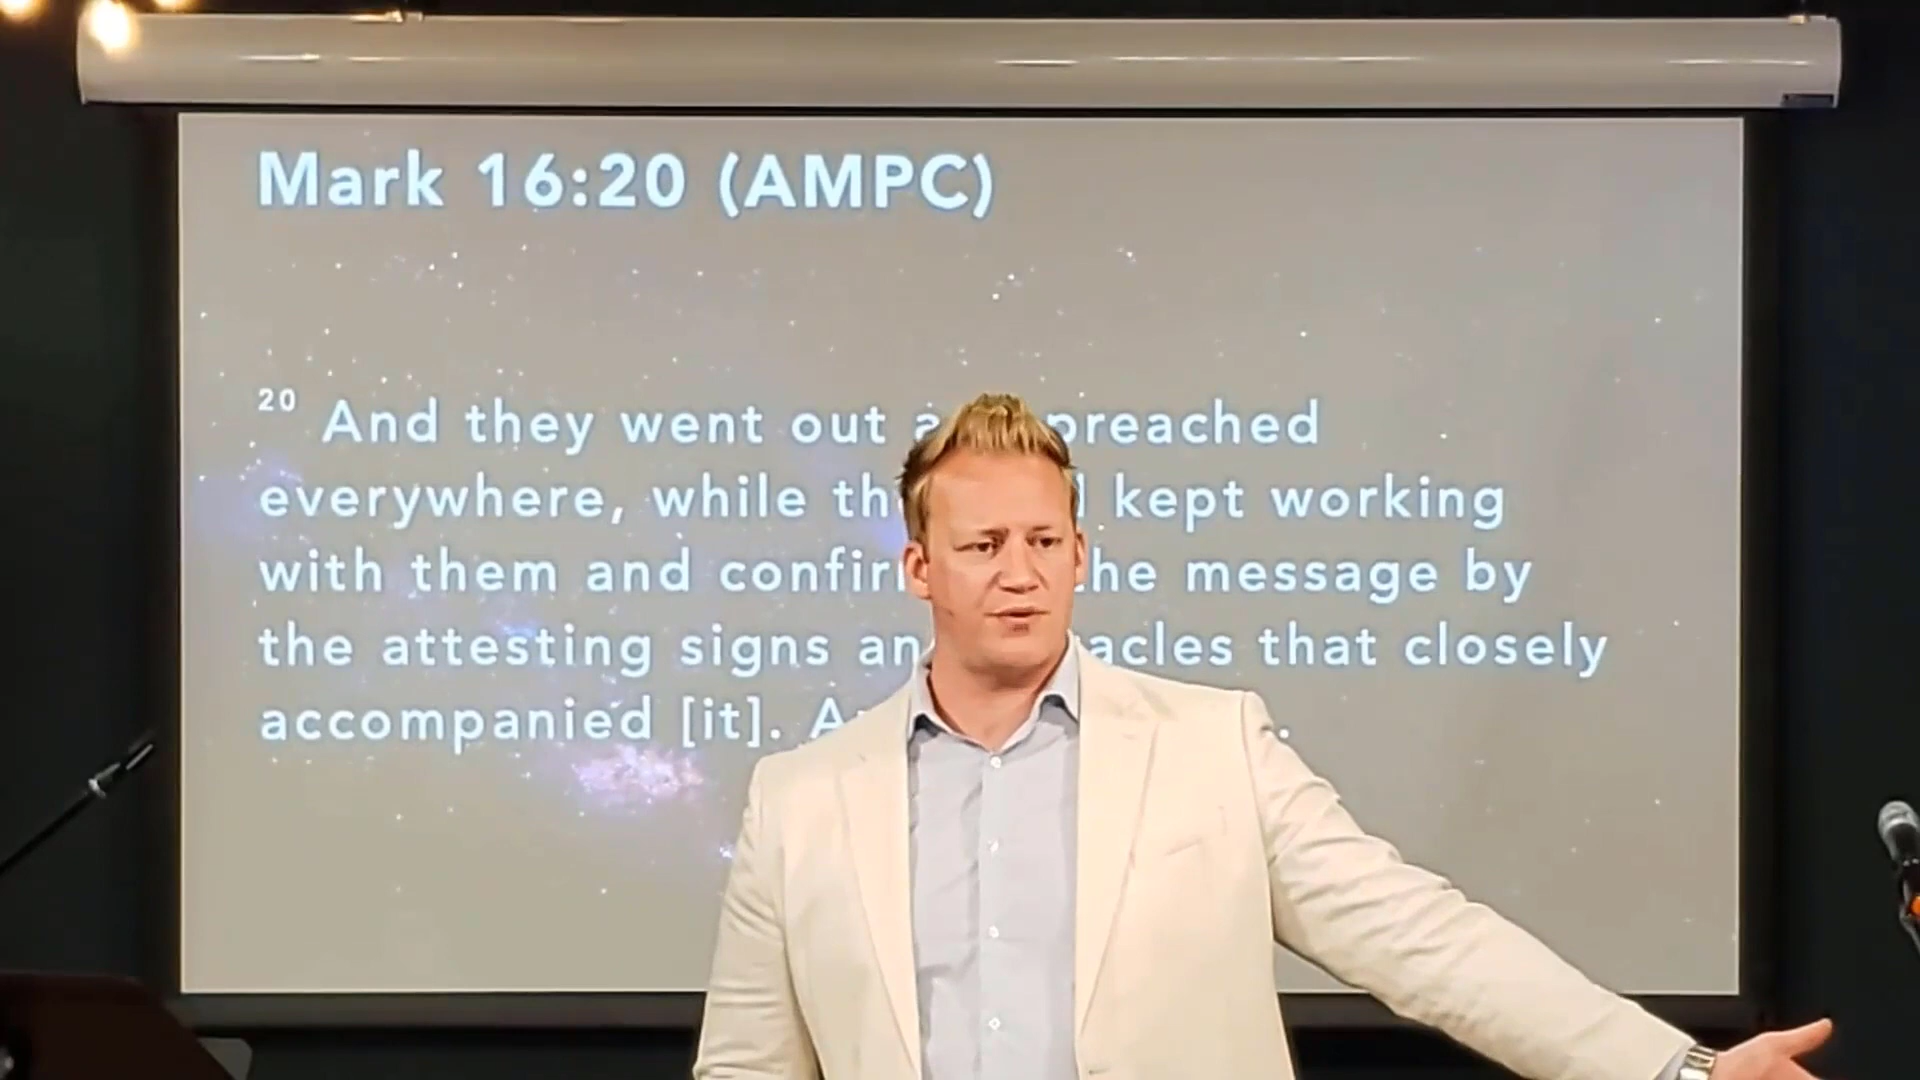 Mark 16:20 (AMPC)
20 And they went out preached
everywhere, while kept working
with them and the message by
the attesting signs that closely
accompanied [it].